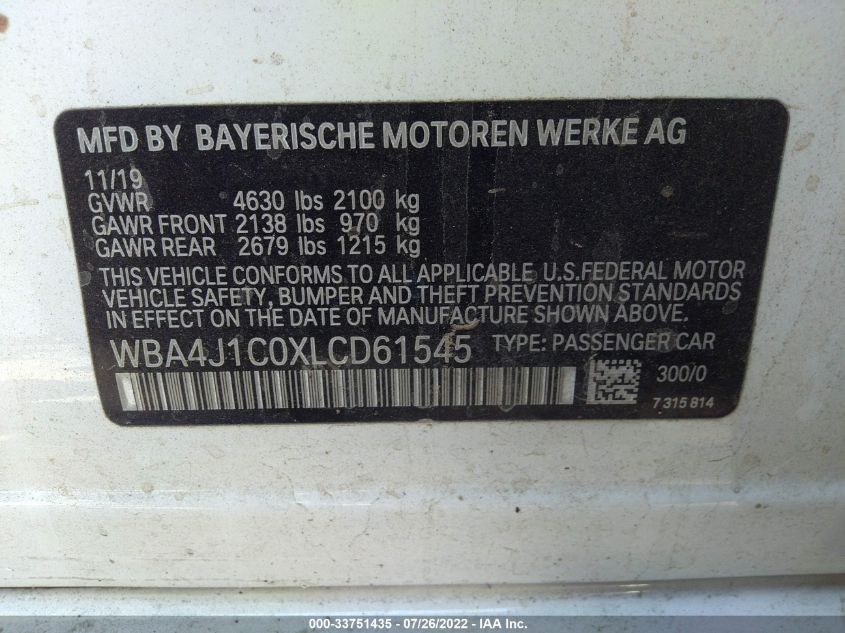 MFD BY BAYERISCHE MOTOREN WERKE AG
11/19
GVWR 4630 lbs 2100 kg
GAWR FRONT 2138 lbs 970 kg
GAWR REAR 2679 lbs 1215 kg
THIS VEHICLE CONFORMS TO ALL APPLICABLE U.S.FEDERAL MOTOR
VEHICLE SAFETY, BUMPER AND THEFT PREVENTION STANDARDS
IN EFFECT ON THE DATE OF MANUFACTURE SHOWN ABOVE.
WBA4J1C0XLCD61545 TYPE: PASSENGER CAR
300/0
7 315 814
000-33751435 - 07/26/2022 - IAA Inc.